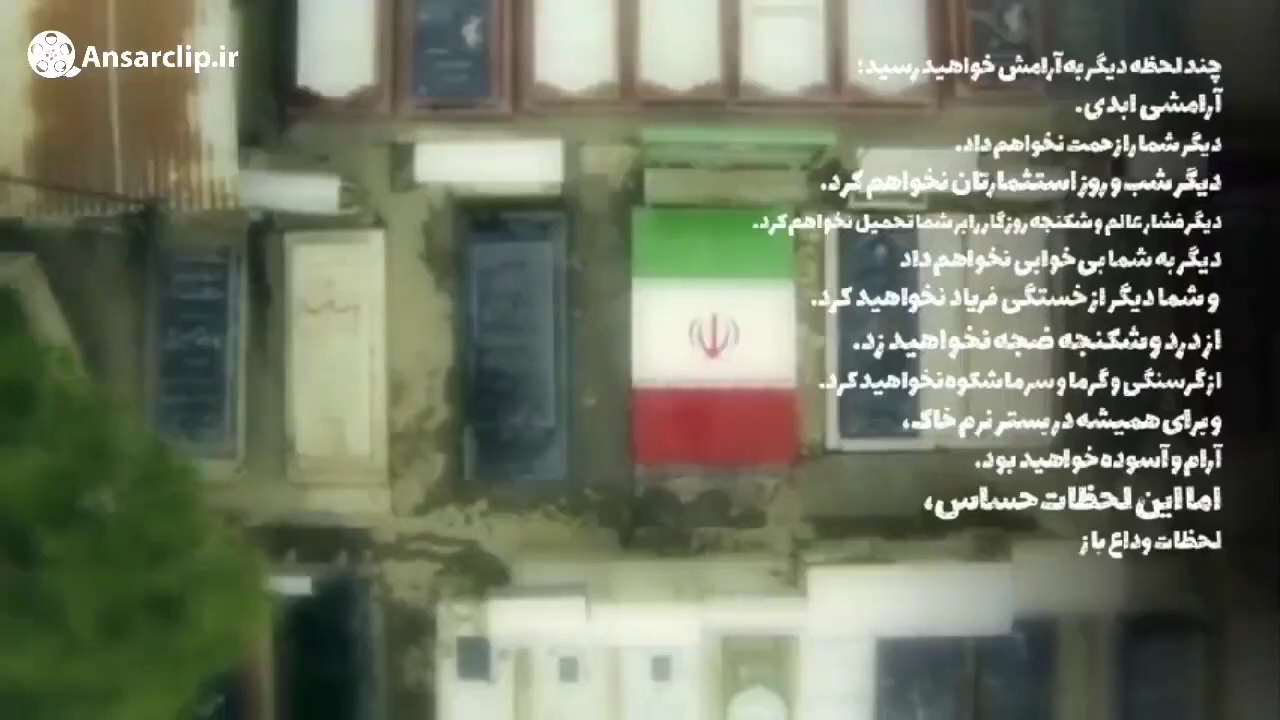 Ansarclip.ir
چند لحظه دیگر به آرامش خواهید رسید؛
آرامشی ابدی.
دیگر شما را زحمت نخواهم داد.
دیگر شب و روز استثمارتان نخواهم کرد.
دیگر فشار عالم و شکنجه روزگار را بر شما تحمیل نخواهم کرد.
دیگر به شما بی خوابی نخواهم داد
و شما دیگر از خستگی فریاد نخواهید کرد.
از درد و شکنجه ضجه نخواهید زد.
از گرسنگی و گرما و سرما شکوه نخواهید کرد.
و برای همیشه در بستر نرم خاک،
آرام و آسوده خواهید بود.
اما این لحظات حساس،
لحظات وداع با ز